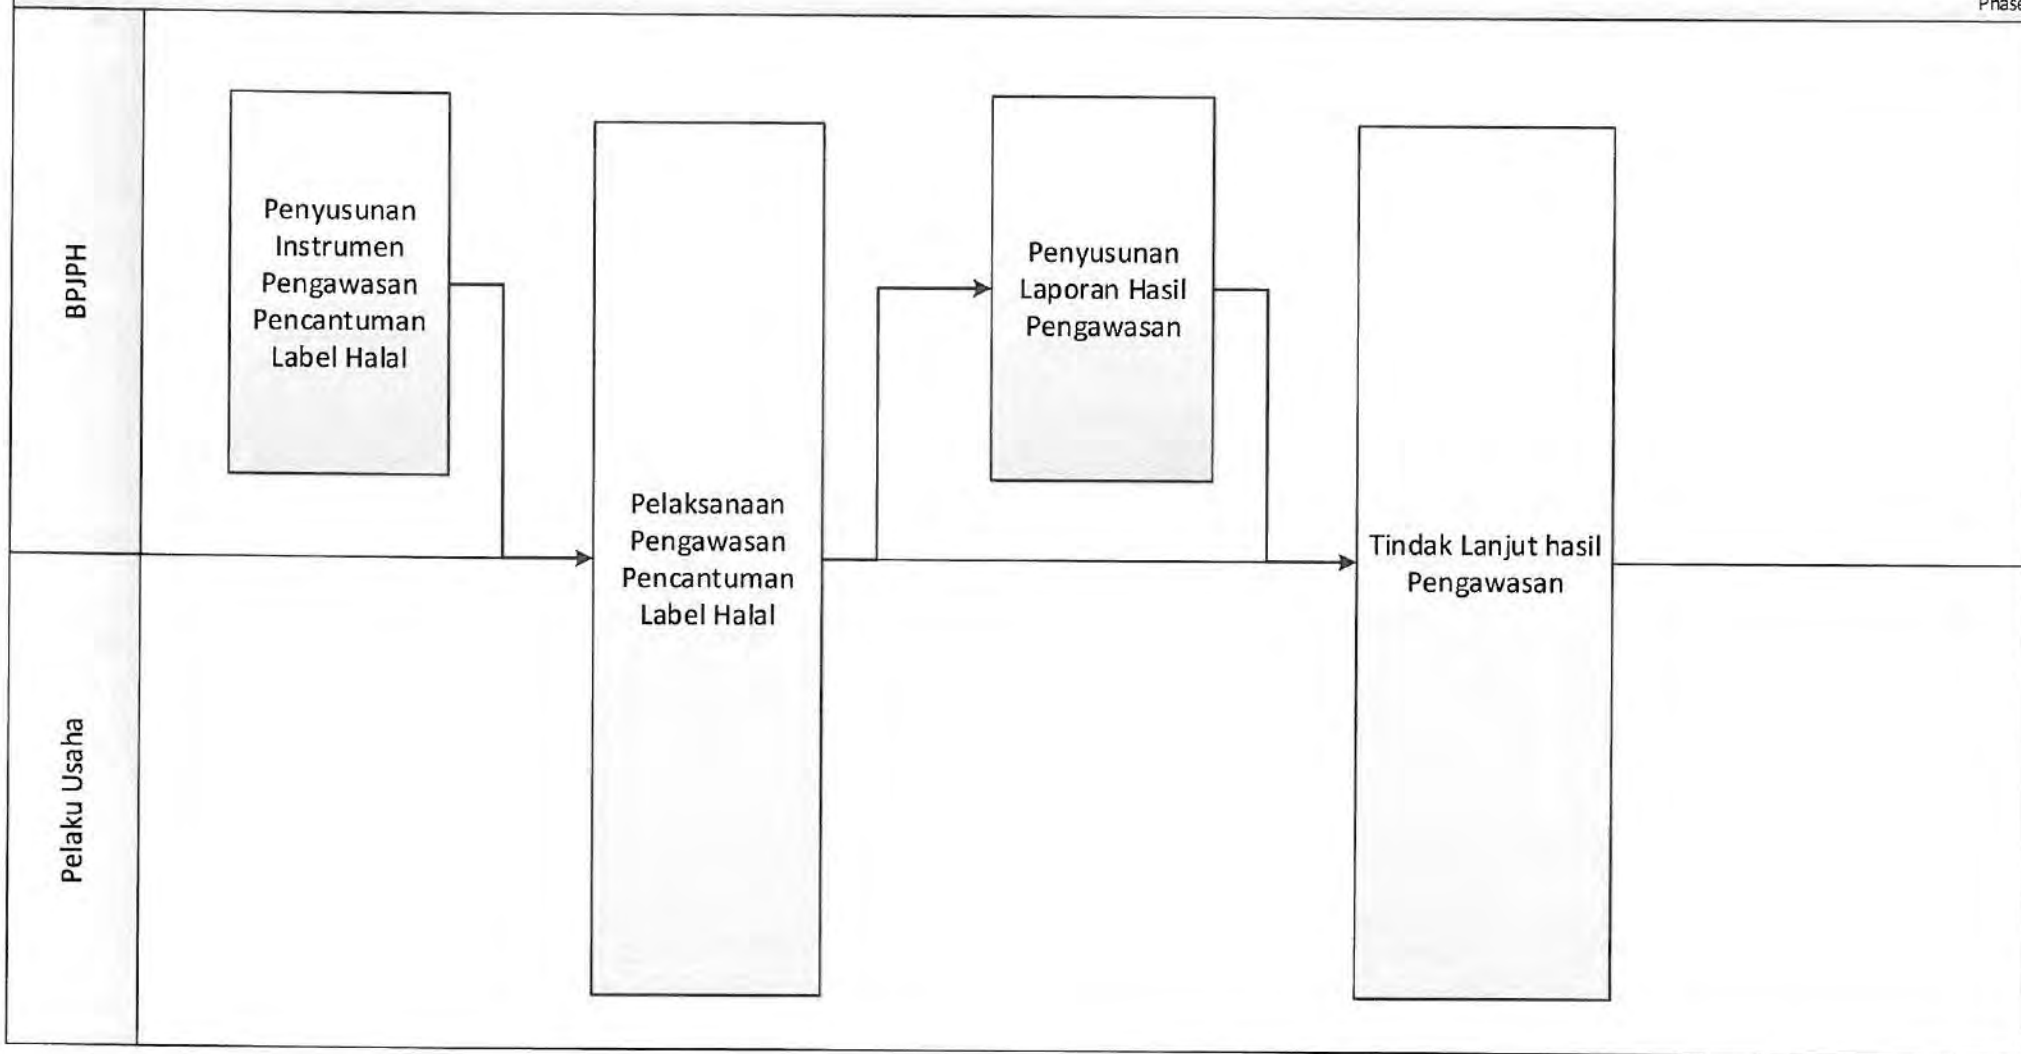 Phase
BPJPH
Penyusunan
Instrumen
Pengawasan
Pencantuman
Label Halal
Pelaksanaan
Pengawasan
Pencantuman
Label Halal
Penyusunan
Laporan Hasil
Pengawasan
Tindak Lanjut hasil
Pengawasan
Pelaku Usaha